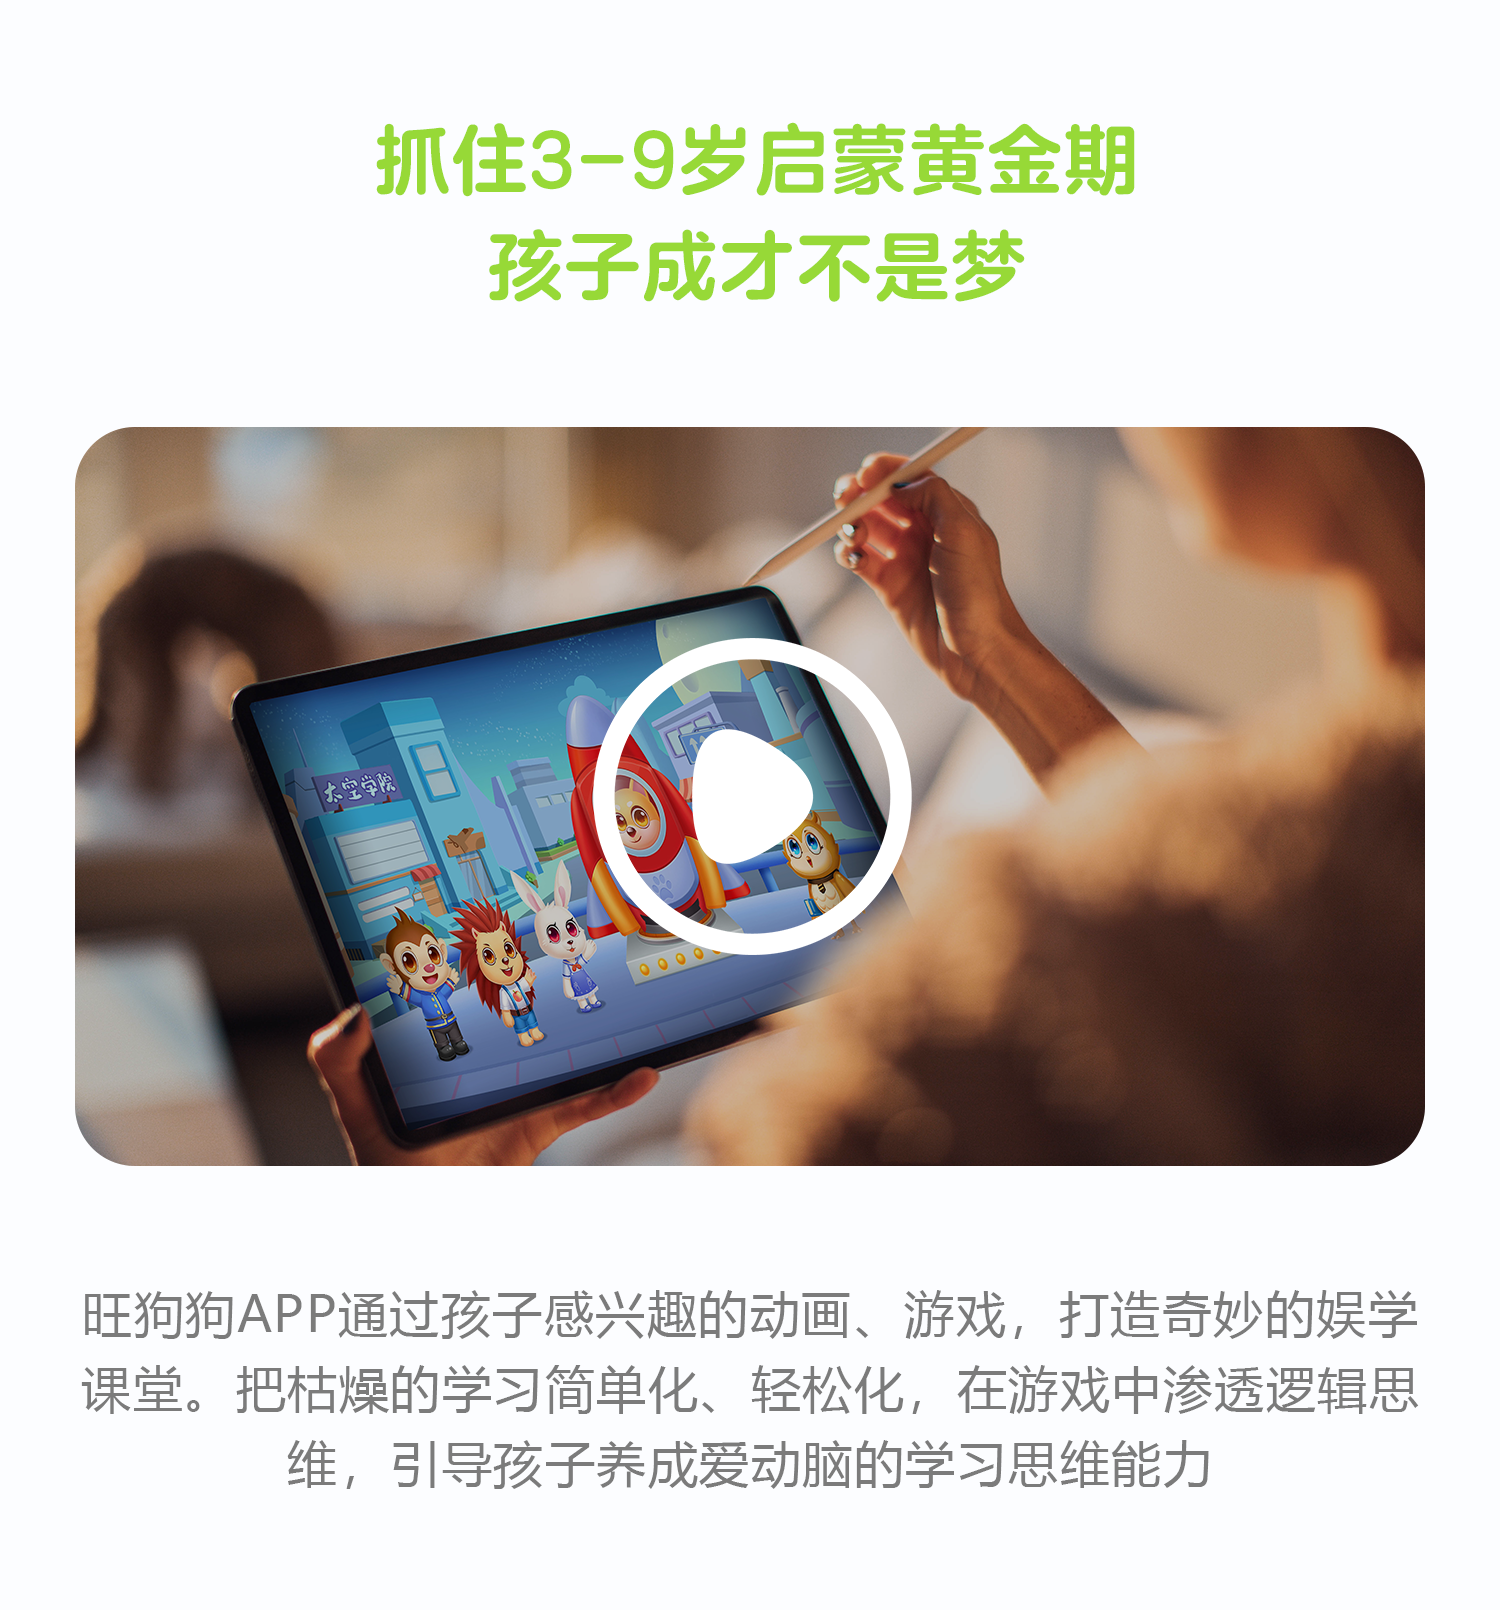 抓住3-9岁启蒙黄金期
孩子成才不是梦
太空学院
旺狗狗APP通过孩子感兴趣的动画、游戏，打造奇妙的娱学
课堂。把枯燥的学习简单化、轻松化，在游戏中渗透逻辑思
维，引导孩子养成爱动脑的学习思维能力